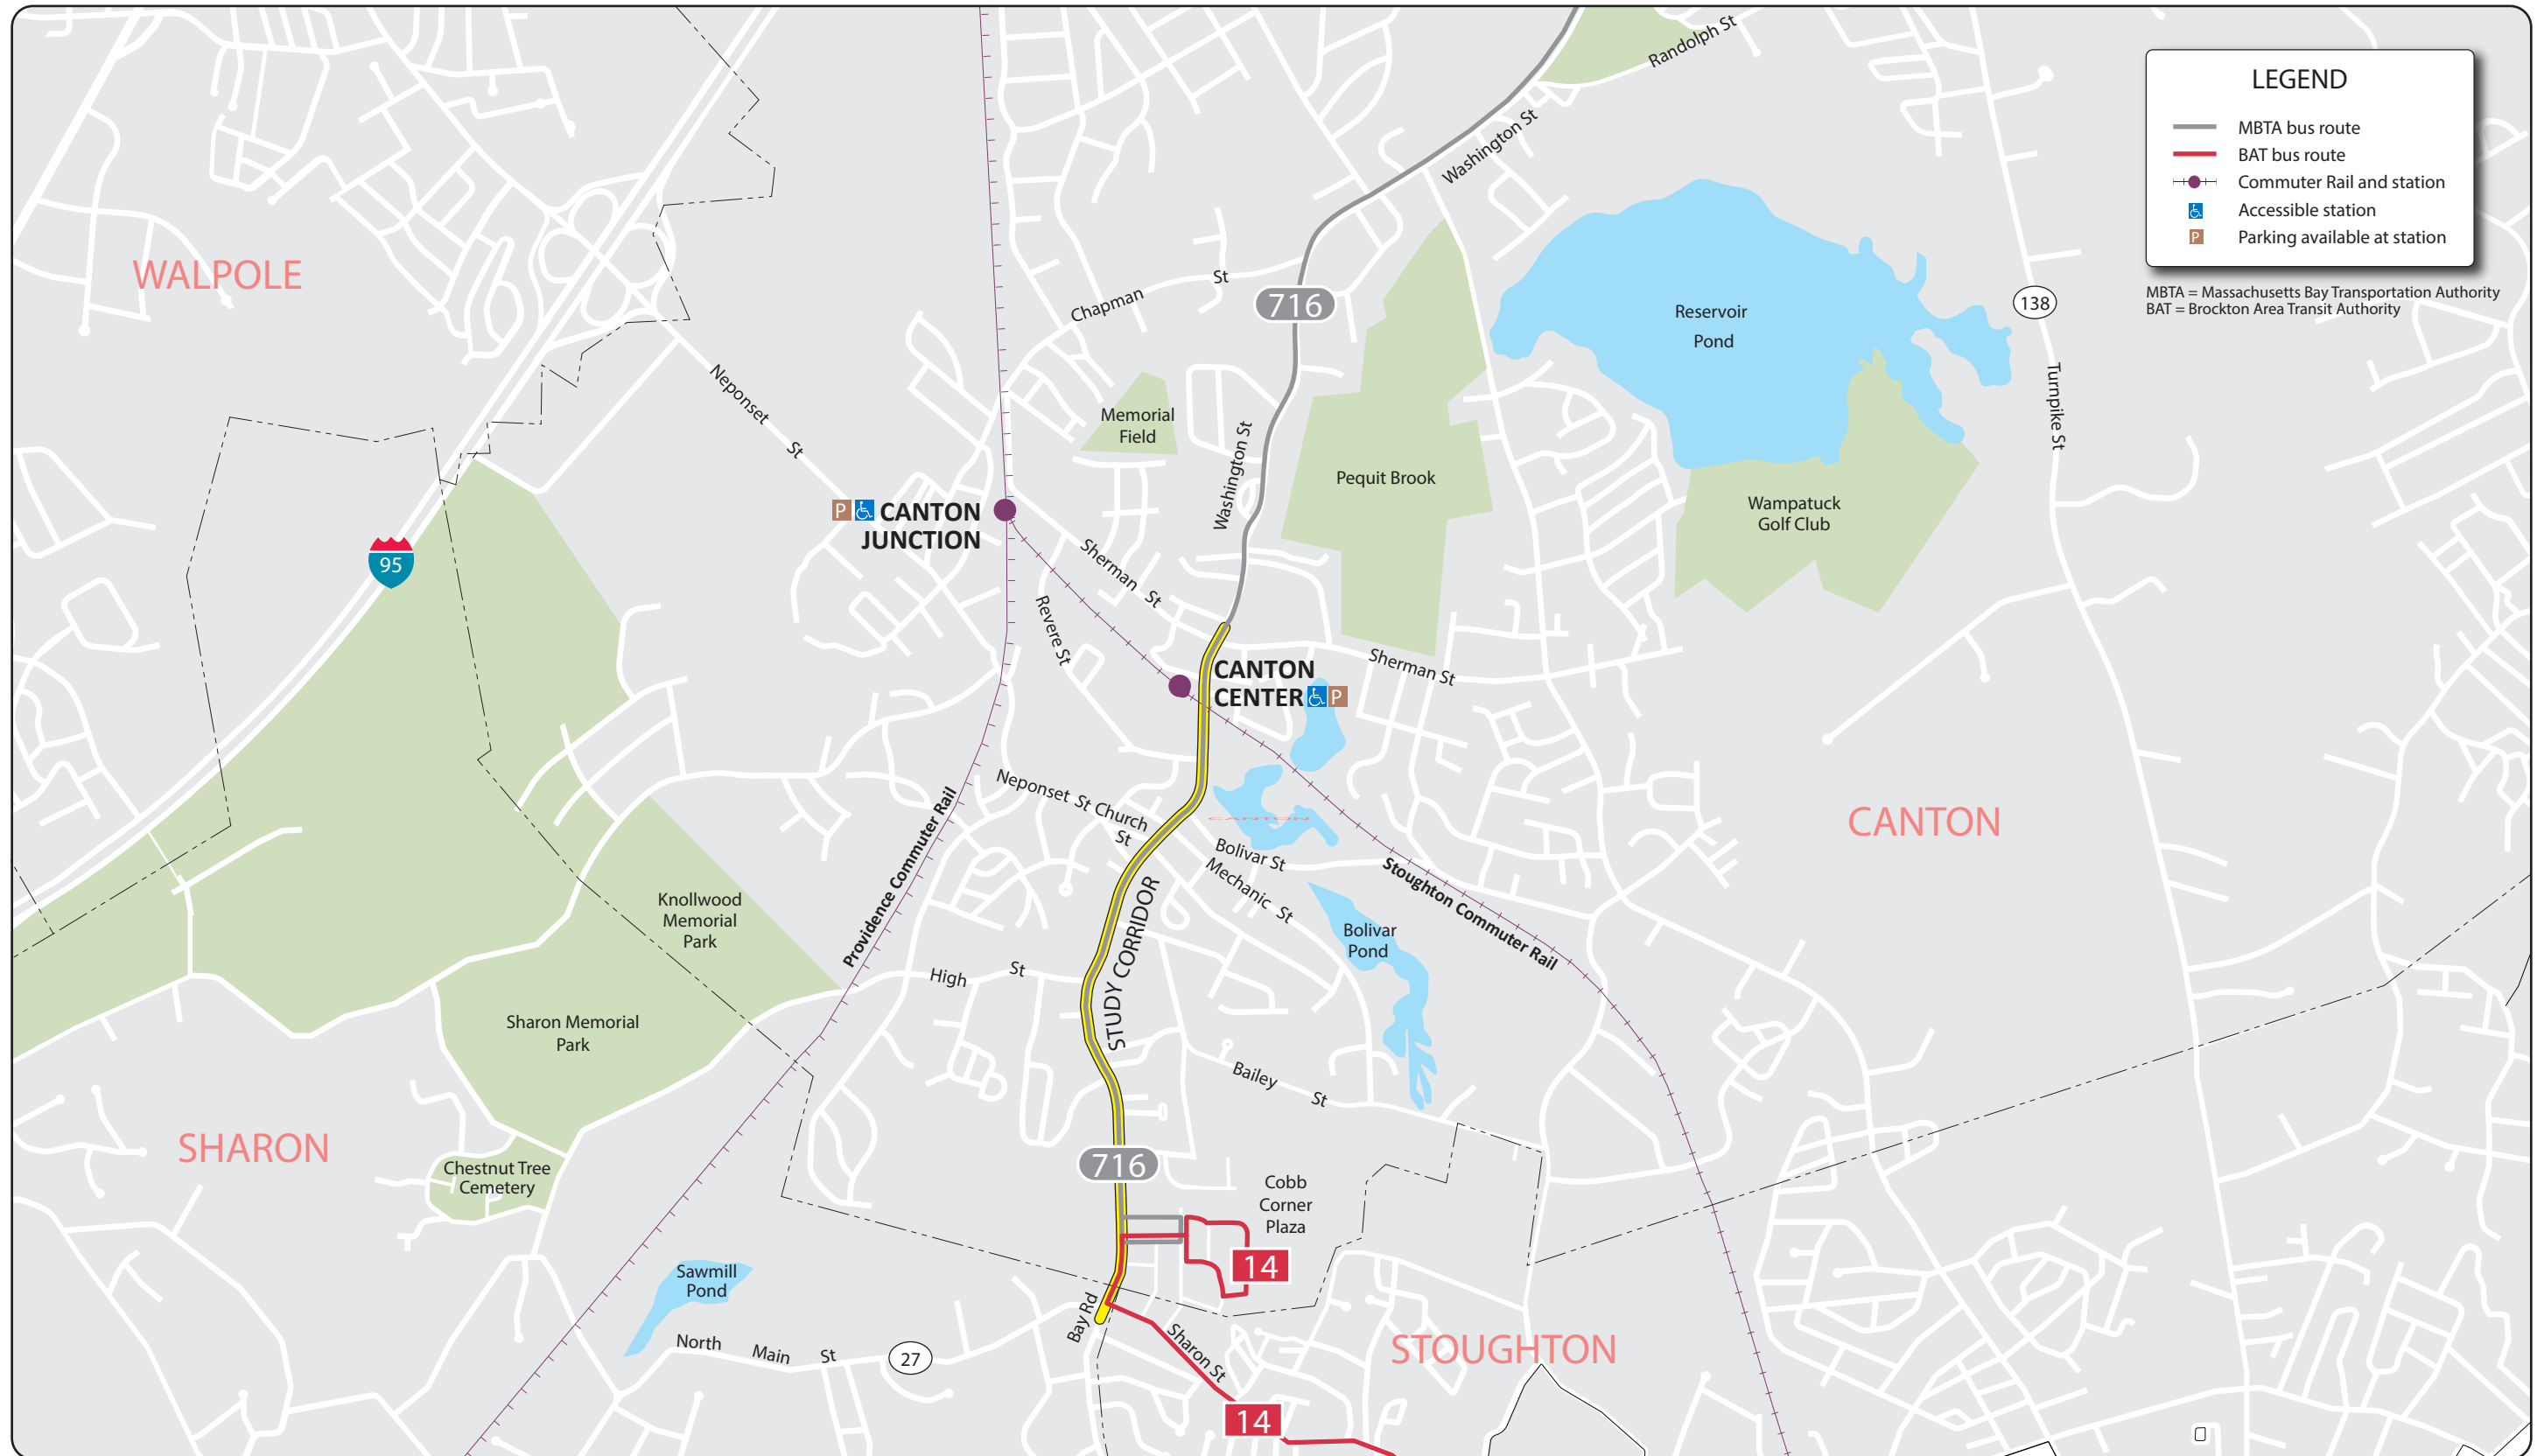 Randolph St
LEGEND
MBTA bus route
BAT bus route
Commuter Rail and station
Accessible station
P Parking available at station
MBTA = Massachusetts Bay Transportation Authority
BAT = Brockton Area Transit Authority
Washington St
WALPOLE
Chapman St
716
138
Reservoir
Pond
Neponset St
Turnpike St
Memorial
Field
Washington St
Pequit Brook
Wampatuck
Golf Club
P CANTON
JUNCTION
95
Sherman St
Revere St
CANTON
CENTER P
Sherman St
Neponset St Church
St
CANTON
CANTON
Providence Commuter Rail
Bolivar St
Mechanic St
Stoughton Commuter Rail
Knollwood
Memorial
Park
STUDY CORRIDOR
Bolivar
Pond
High St
Sharon Memorial
Park
Bailey St
SHARON
Chestnut Tree
Cemetery
716
Cobb
Corner
Plaza
14
Sawmill
Pond
Bay Rd
North Main St
27
Sharon St
STOUGHTON
14